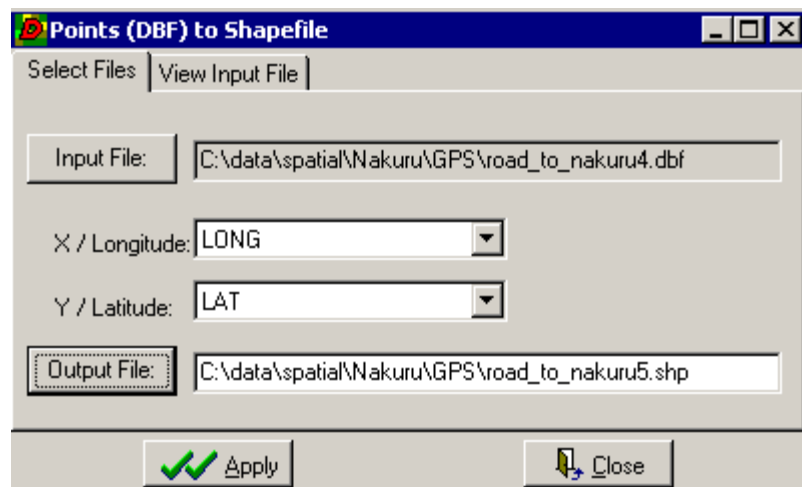 Points (DBF) to Shapefile
Select Files View Input File
Input File: C:\data\spatial\Nakuru\GPS\road_to_nakuru4.dbf
X / Longitude: LONG
Y / Latitude: LAT
Output File: C:\data\spatial\Nakuru\GPS\road_to_nakuru5.shp
Apply Close